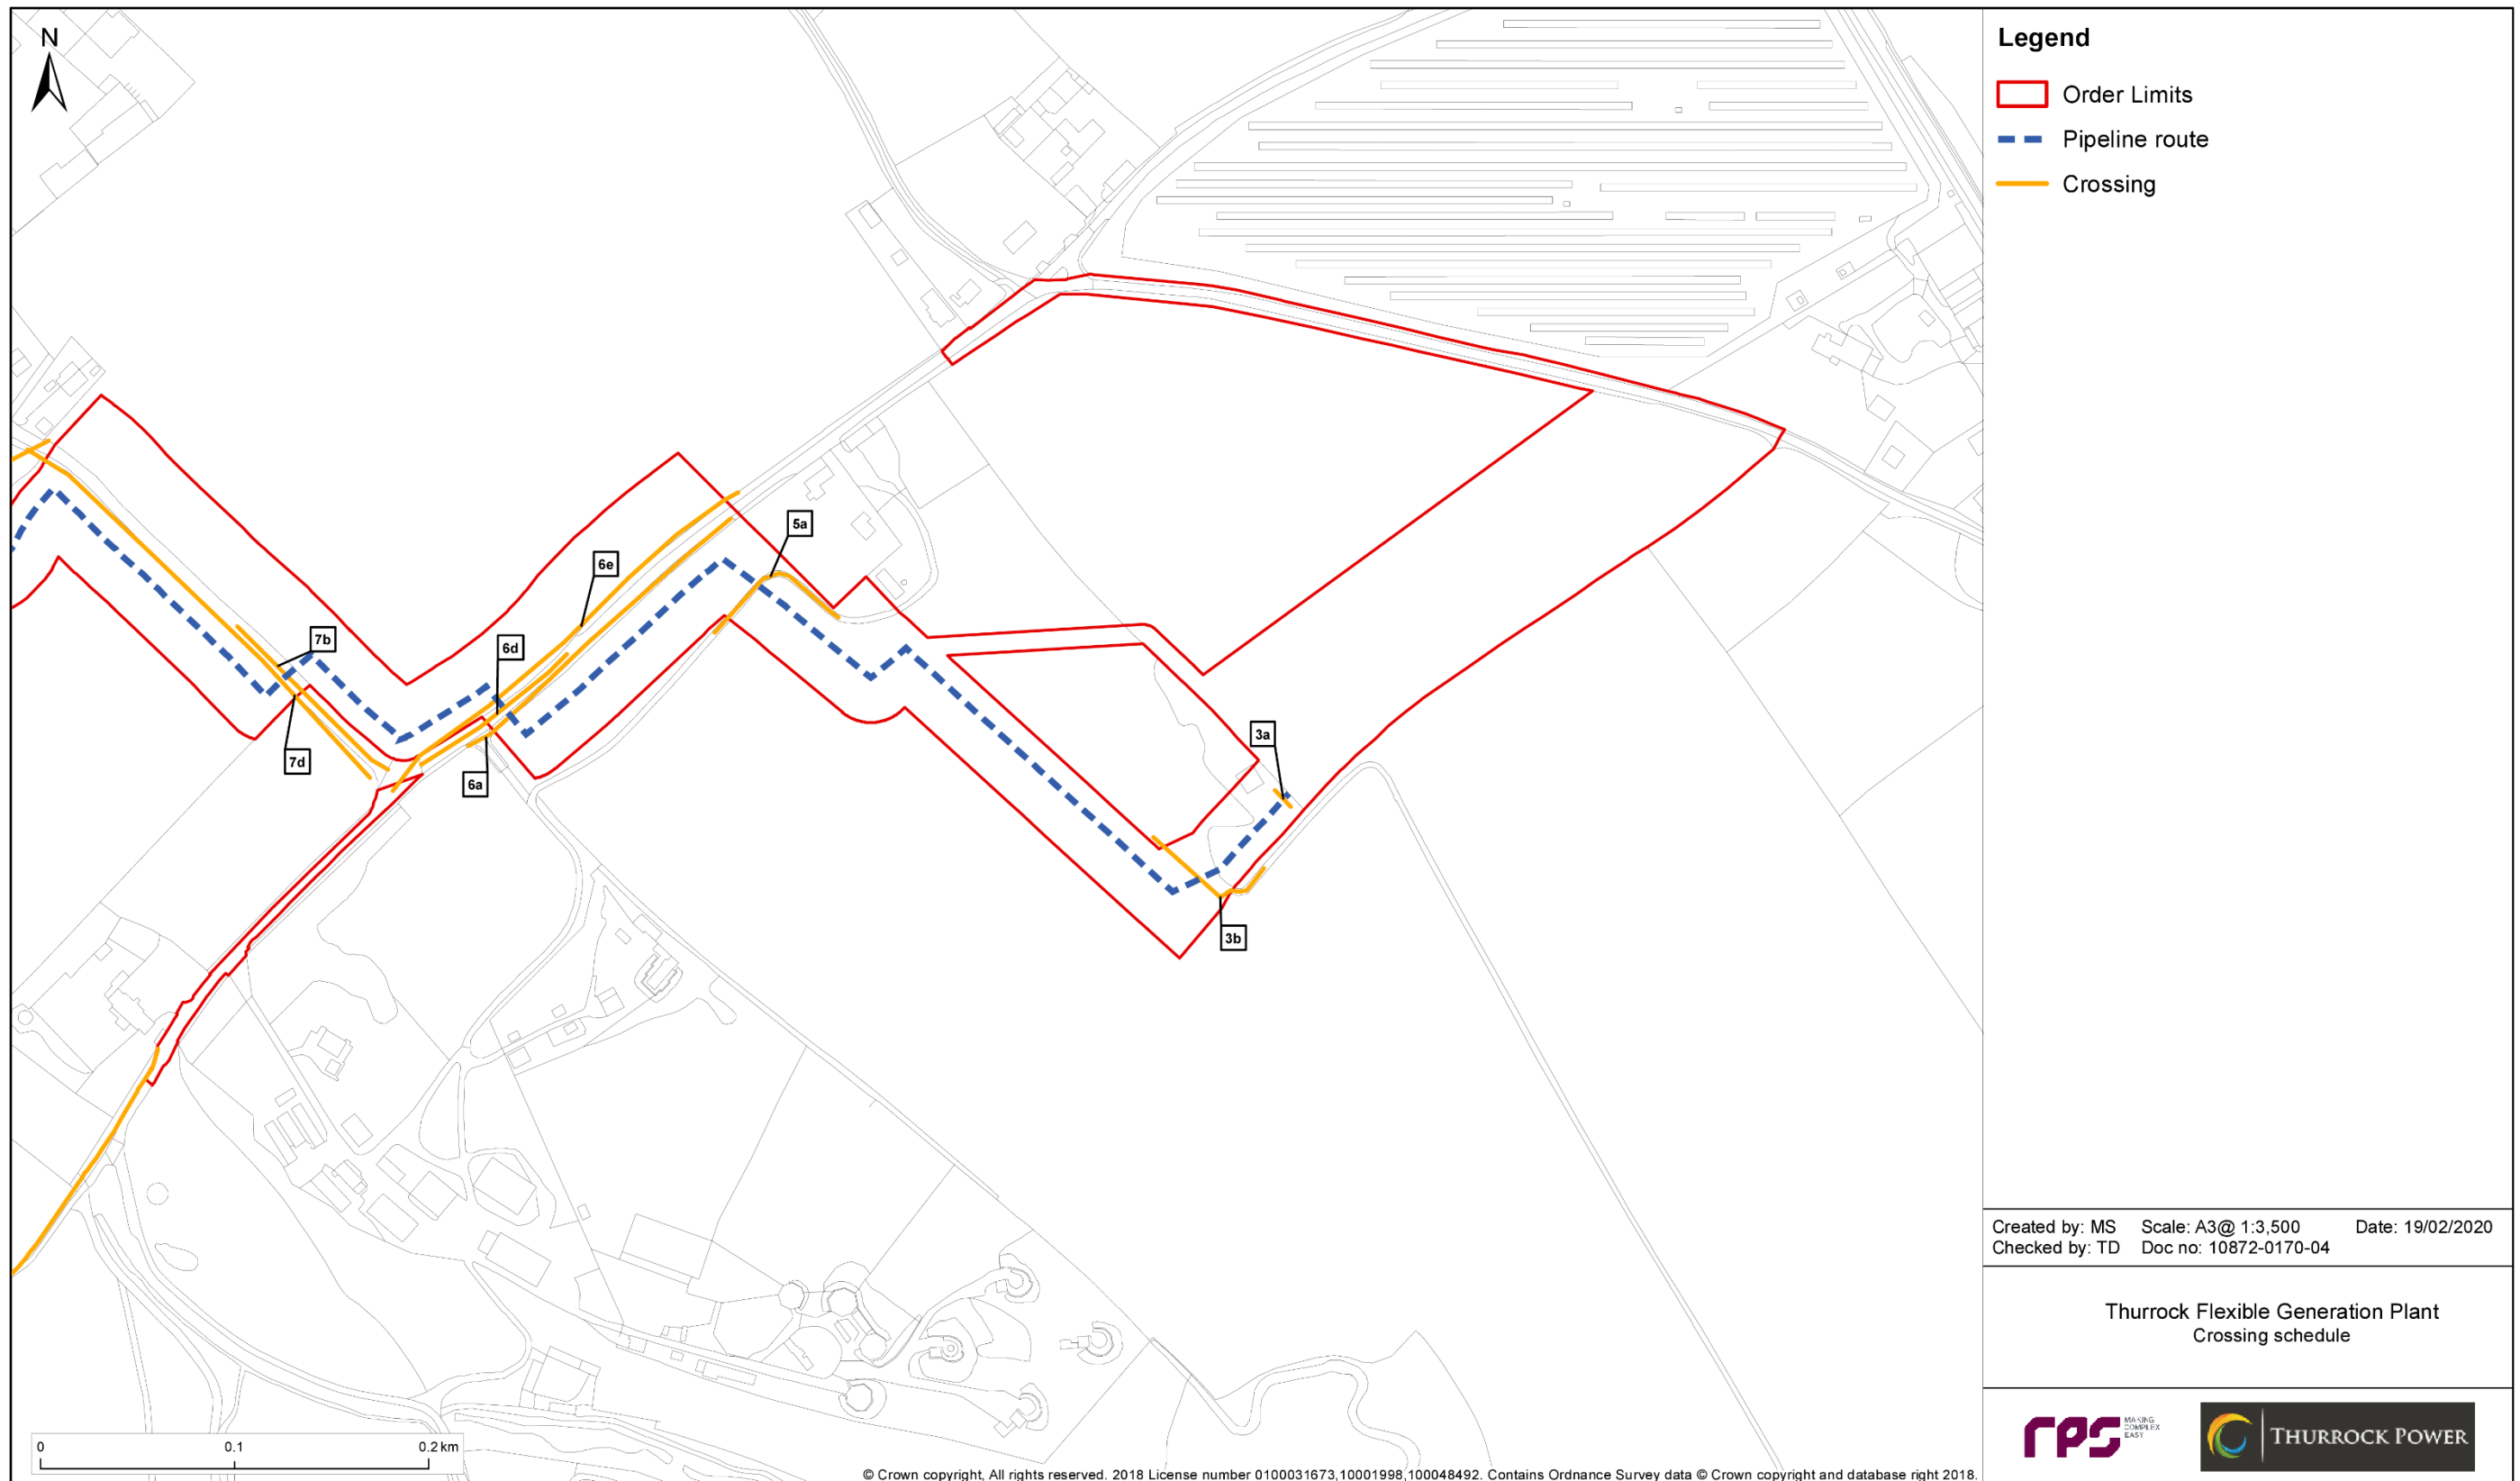 N
Legend
Order Limits
Pipeline route
Crossing
5a
6e
7b
6d
3a
7d
6a
3b
0 0.1 0.2 km
© Crown copyright, All rights reserved. 2018 License number 0100031673,10001998,100048492. Contains Ordnance Survey data © Crown copyright and database right 2018.
Created by: MS Scale: A3@ 1:3,500 Date: 19/02/2020
Checked by: TD Doc no: 10872-0170-04
Thurrock Flexible Generation Plant
Crossing schedule
rps
MAKING
COMPLEX
EASY
THURROCK POWER